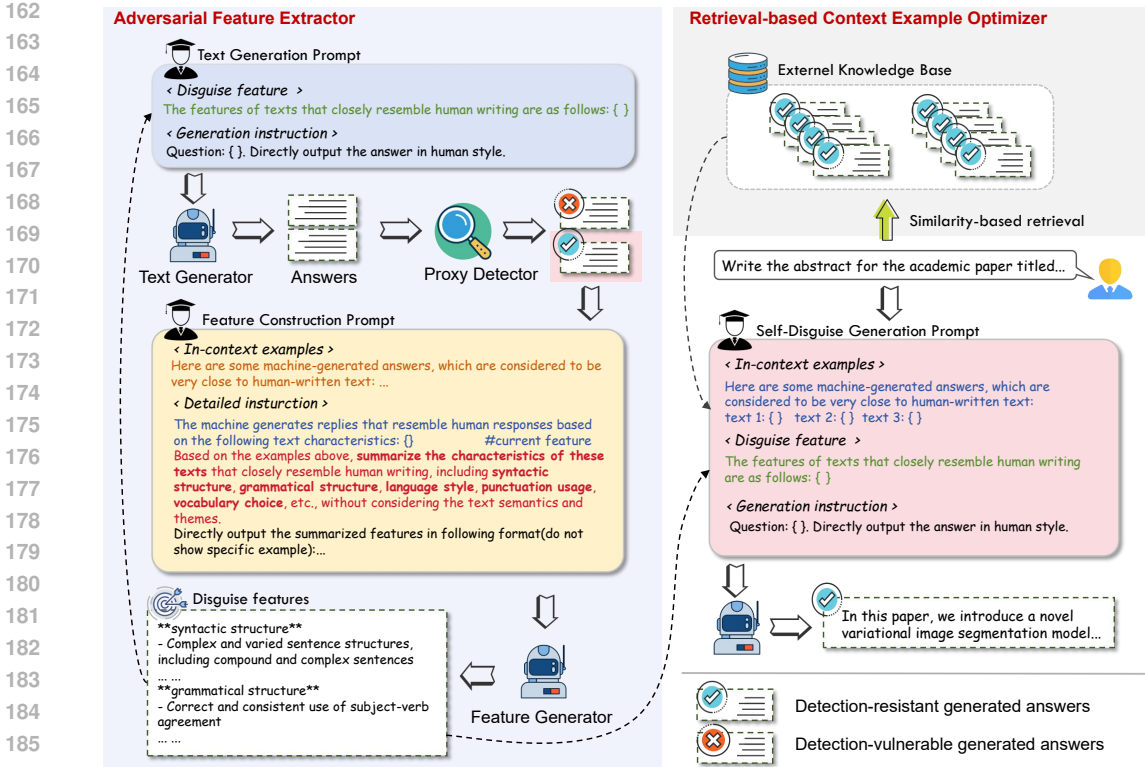 162
163
164
165
166
167
168
169
170
171
172
173
174
175
176
177
178
179
180
181
182
183
184
185
Adversarial Feature Extractor
Text Generation Prompt
< Disguise feature >
The features of texts that closely resemble human writing are as follows: { }
< Generation instruction >
Question: { }. Directly output the answer in human style.
Text Generator
Answers
Proxy Detector
Feature Construction Prompt
< In-context examples >
Here are some machine-generated answers, which are considered to be
very close to human-written text: ...
< Detailed insturction >
The machine generates replies that resemble human responses based
on the following text characteristics: {} #current feature
Based on the examples above, summarize the characteristics of these
texts that closely resemble human writing, including syntactic
structure, grammatical structure, language style, punctuation usage,
vocabulary choice, etc., without considering the text semantics and
themes.
Directly output the summarized features in following format(do not
show specific example):...
Disguise features
**syntactic structure**
- Complex and varied sentence structures,
including compound and complex sentences
... ...
**grammatical structure**
- Correct and consistent use of subject-verb
agreement
... ...
Feature Generator
Retrieval-based Context Example Optimizer
Externel Knowledge Base
Similarity-based retrieval
Write the abstract for the academic paper titled...
Self-Disguise Generation Prompt
< In-context examples >
Here are some machine-generated answers, which are
considered to be very close to human-written text:
text 1: { } text 2: { } text 3: { }
< Disguise feature >
The features of texts that closely resemble human writing
are as follows: { }
< Generation instruction >
Question: { }. Directly output the answer in human style.
In this paper, we introduce a novel
variational image segmentation model...
Detection-resistant generated answers
Detection-vulnerable generated answers